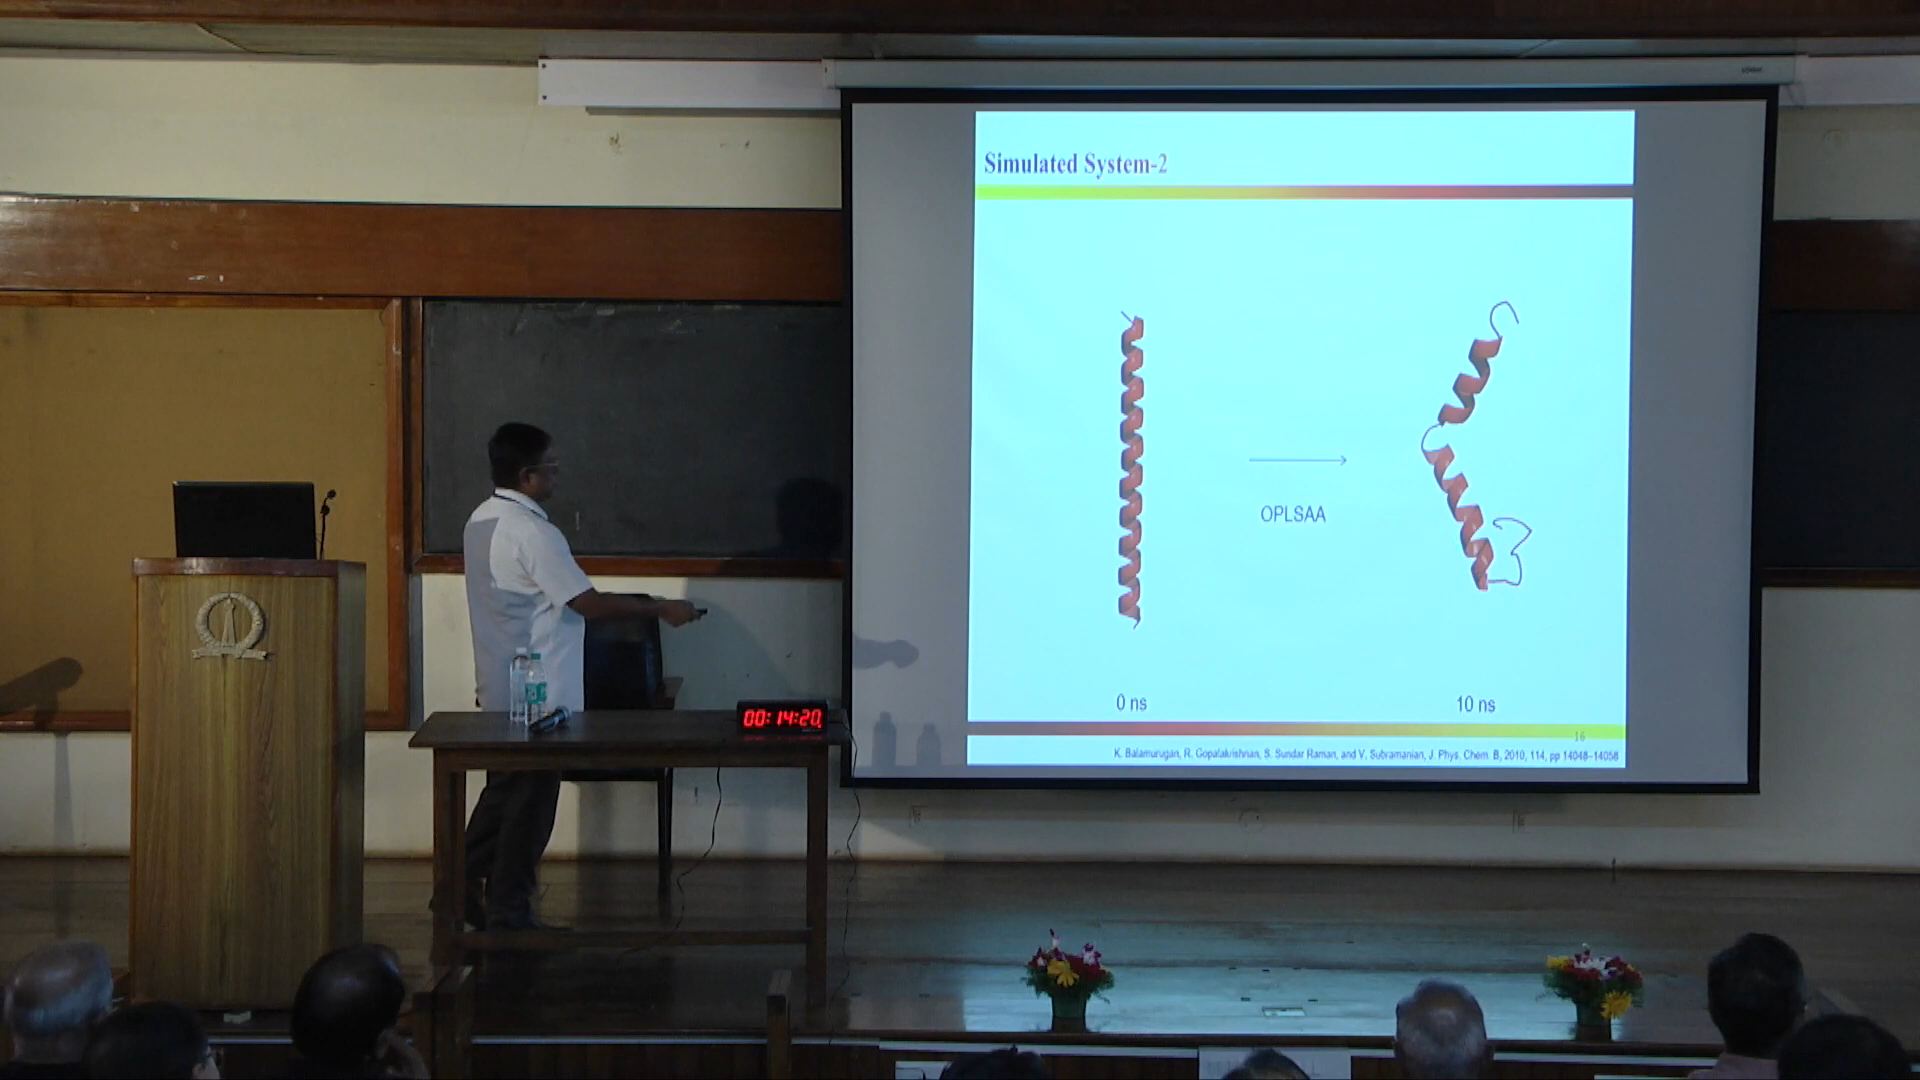 Simulated System-2
OPLSAA
0 ns
10 ns
16
K. Balamurugan, R. Gopalakrishnan, S. Sundar Raman, and V. Subramanian, J. Phys. Chem. B, 2010, 114, pp 14048–14058
00:14:20